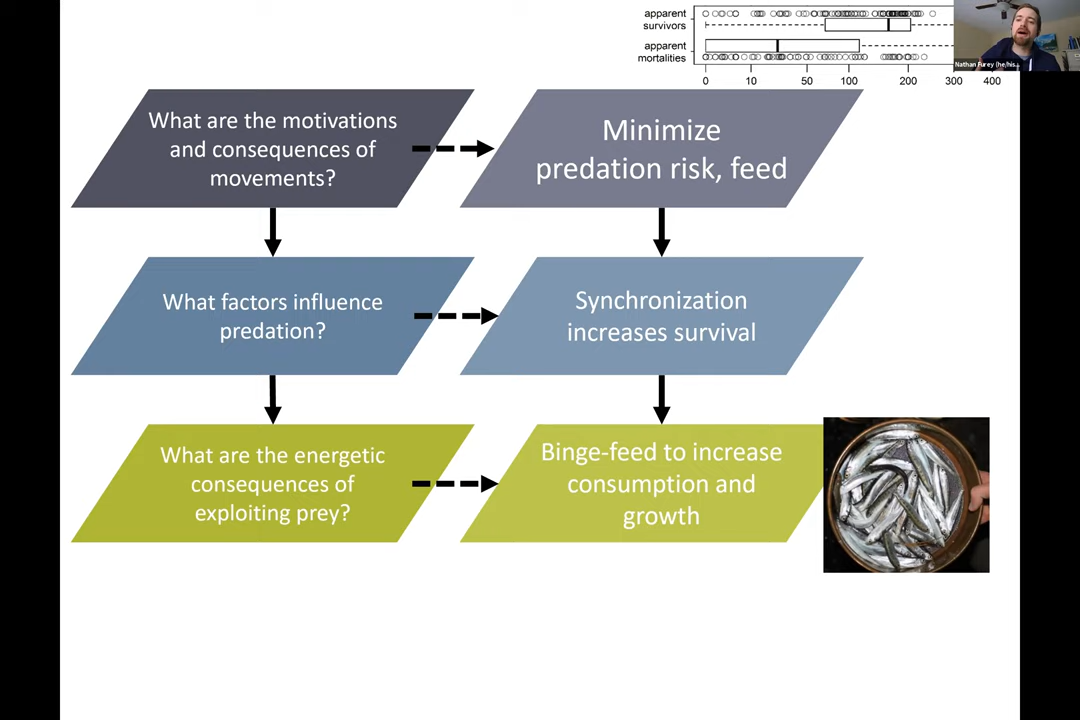 apparent
survivors
apparent
mortalities
0 10 50 100 200 300 400
Nathan Furey (he/his...
What are the motivations
and consequences of
movements?
Minimize
predation risk, feed
What factors influence
predation?
Synchronization
increases survival
What are the energetic
consequences of
exploiting prey?
Binge-feed to increase
consumption and
growth